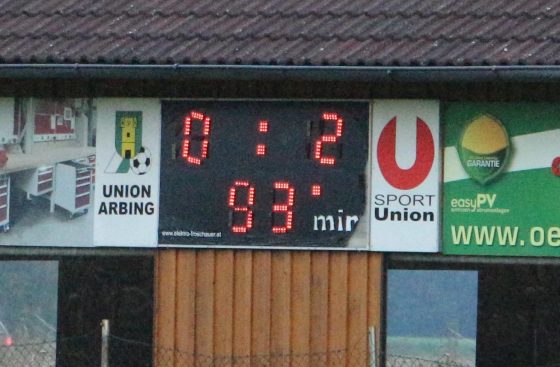 0 : 2
93'
min
www.elektro-froschauer.at
UNION
ARBING
U
SPORT
Union
GARANTIE
easyPV
www.oe